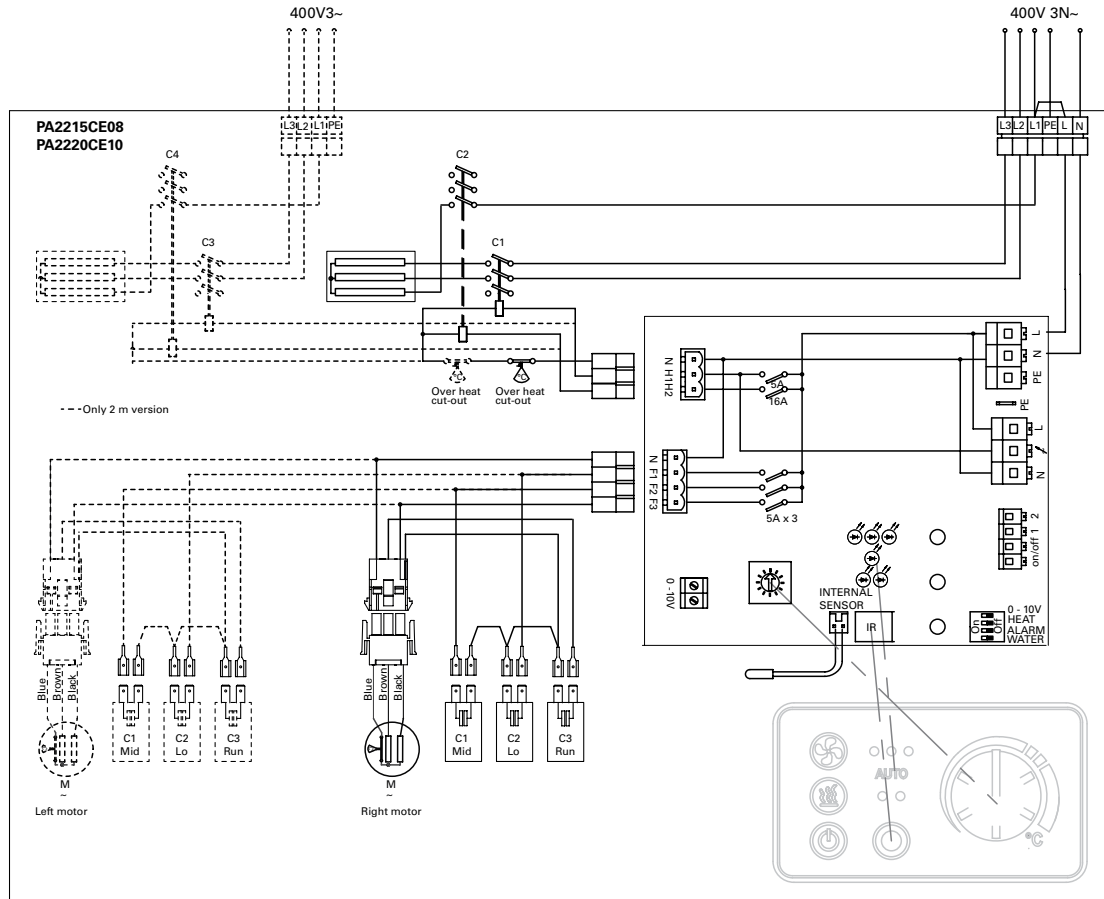 400V3~
400V 3N~
PA2215CE08
PA2220CE10
L3 L2 L1 PE
L3 L2 L1 PE L N
C4
C2
C3
C1
°C
°C
Over heat
cut-out
Over heat
cut-out
- - - -Only 2 m version
N H1H2
5A
16A
L
N
PE
PE
L
N
N F1 F2 F3
5A x 3
on/off 1 2
0 -10V
INTERNAL
SENSOR
IR
On
Off
0 - 10V
HEAT
ALARM
WATER
Blue
Brown
Black
Blue
Brown
Black
C1
Mid
C2
Lo
C3
Run
C1
Mid
C2
Lo
C3
Run
M
~
Left motor
M
~
Right motor
AUTO
°C